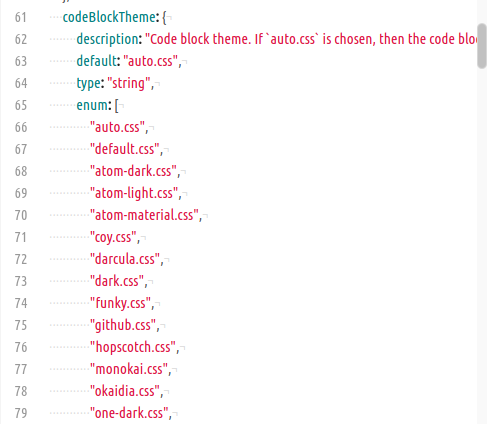 61 codeBlockTheme: {
62 description: "Code block theme. If `auto.css` is chosen, then the code
63 default: "auto.css",
64 type: "string",
65 enum: [
66 "auto.css",
67 "default.css",
68 "atom-dark.css",
69 "atom-light.css",
70 "atom-material.css",
71 "coy.css",
72 "darcula.css",
73 "dark.css",
74 "funky.css",
75 "github.css",
76 "hopscotch.css",
77 "monokai.css",
78 "okaidia.css",
79 "one-dark.css",